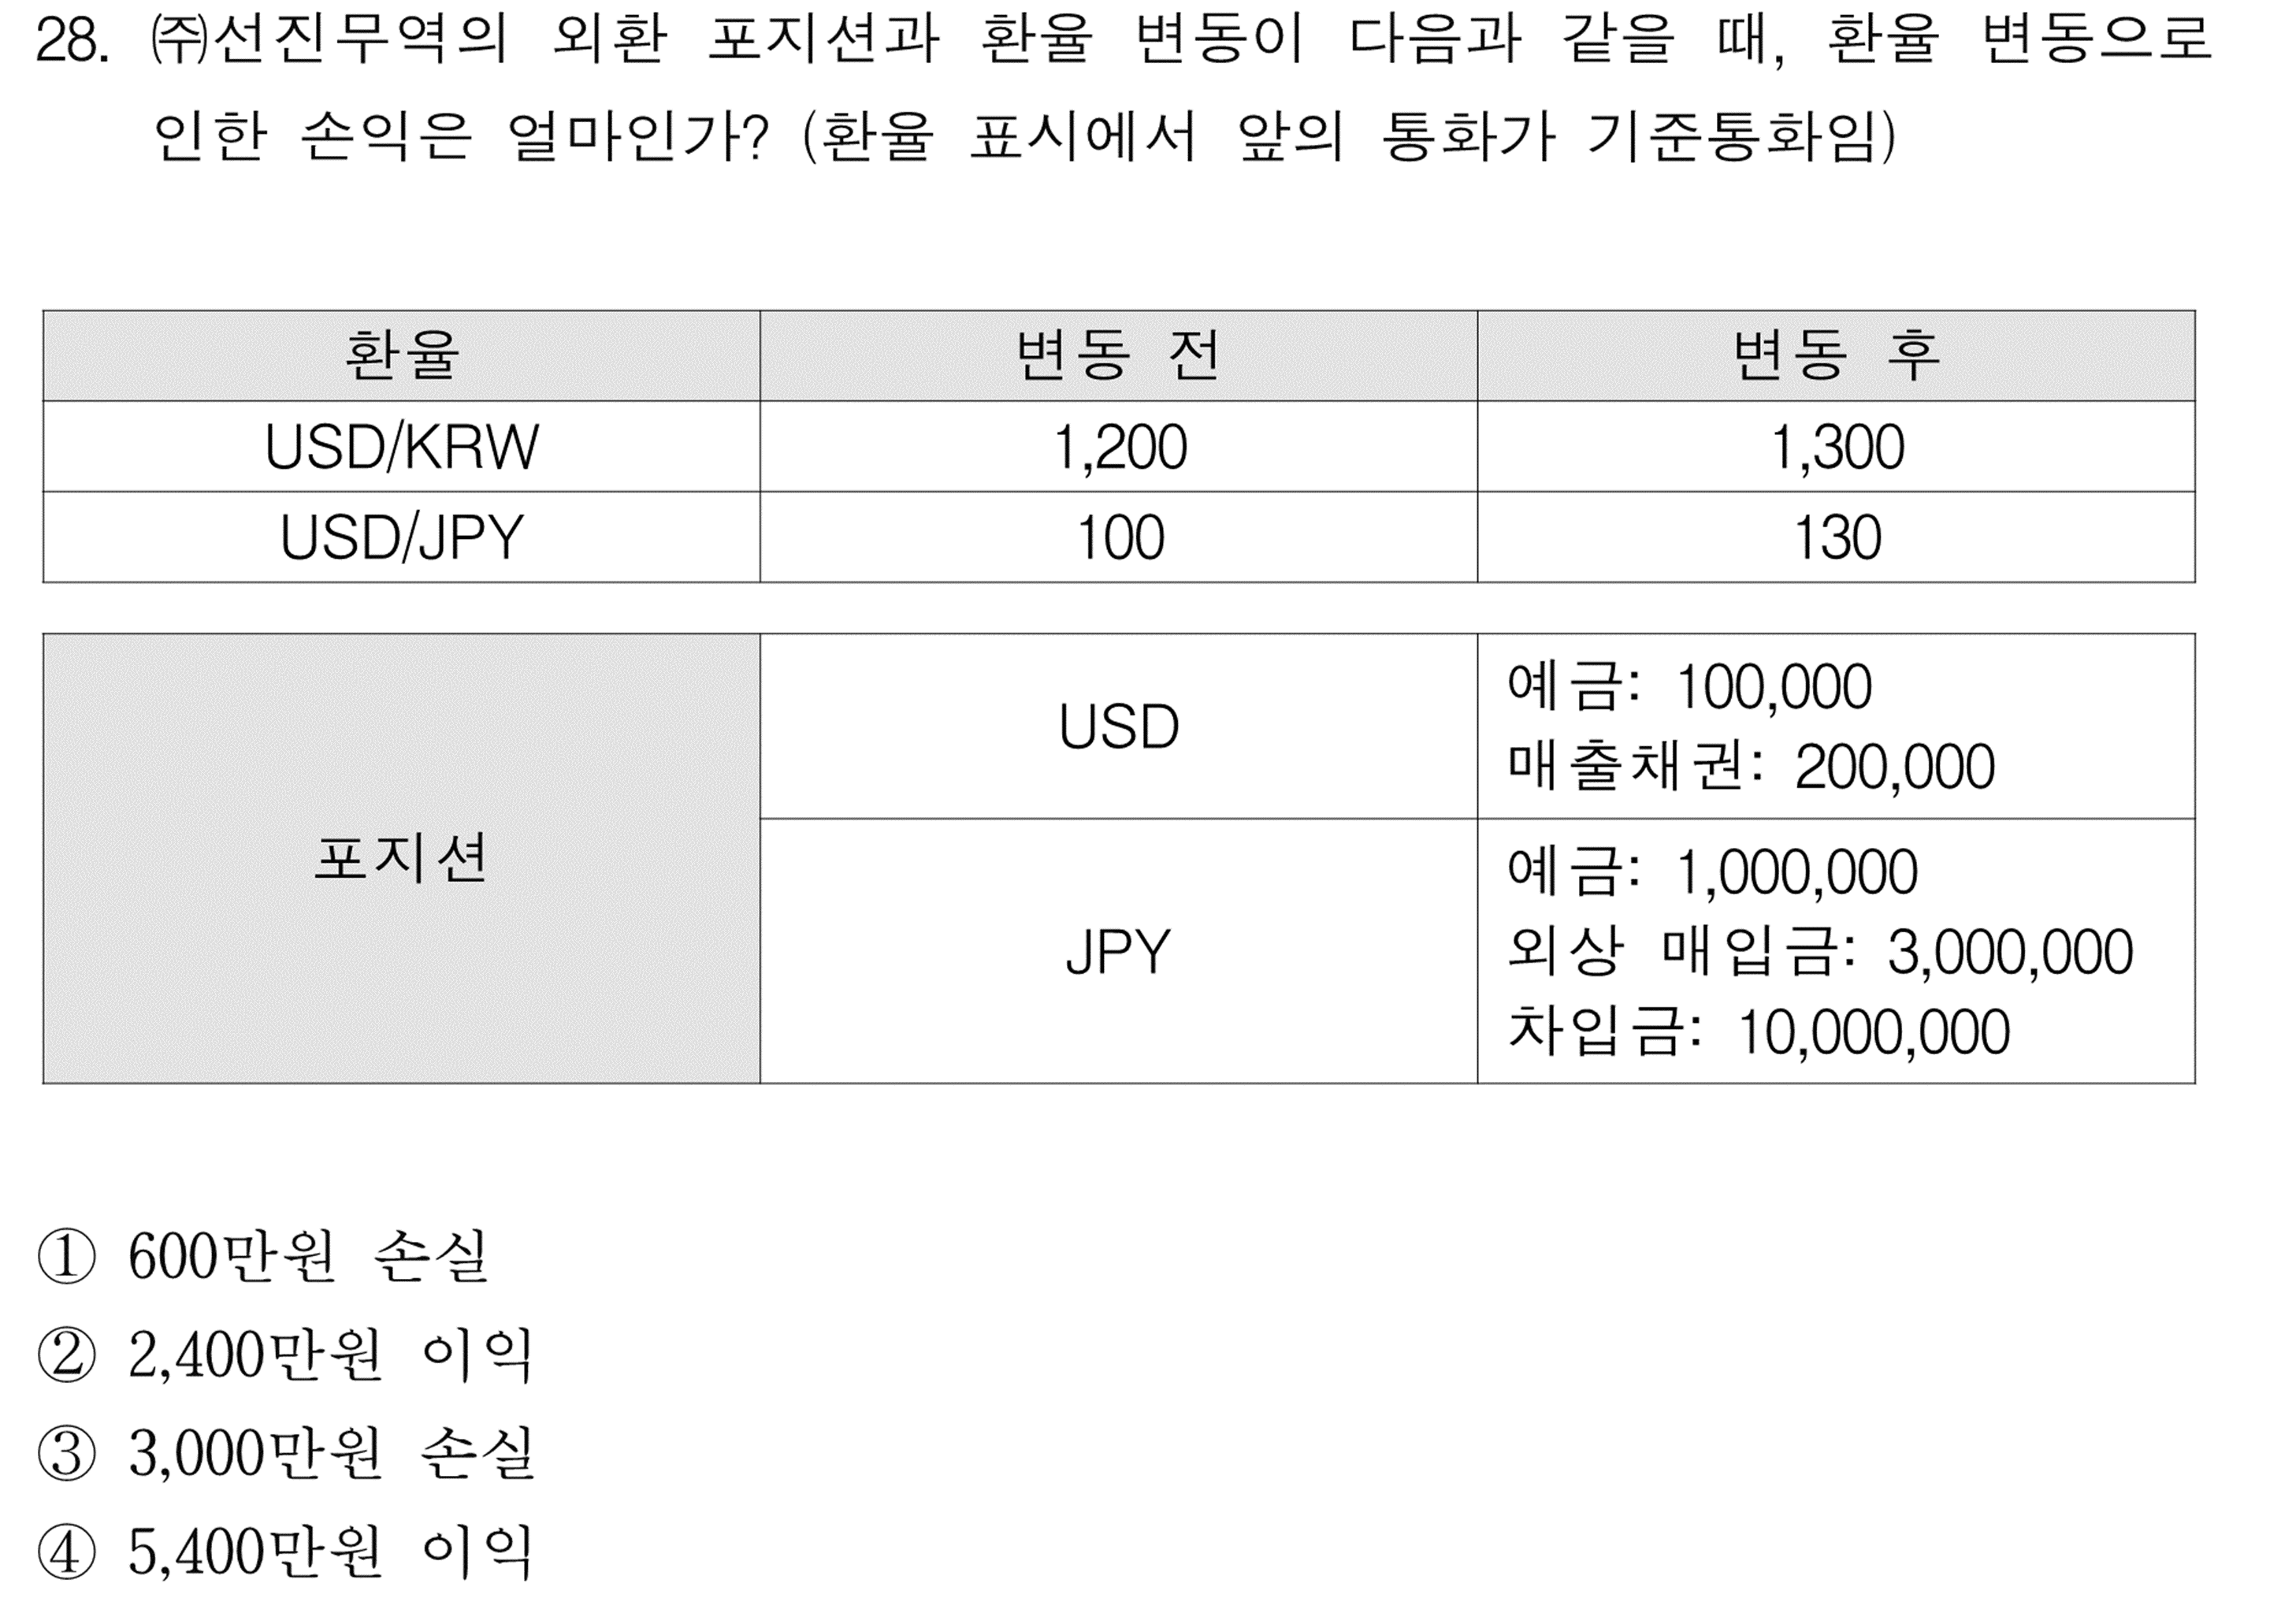 28. ㈜선진무역의 외환 포지션과 환율 변동이 다음과 같을 때, 환율 변동으로
인한 손익은 얼마인가? (환율 표시에서 앞의 통화가 기준통화임)
환율 변동 전 변동 후
USD/KRW 1,200 1,300
USD/JPY 100 130
포지션
USD
예금: 100,000
매출채권: 200,000
JPY
예금: 1,000,000
외상 매입금: 3,000,000
차입금: 10,000,000
① 600만원 손실
② 2,400만원 이익
③ 3,000만원 손실
④ 5,400만원 이익